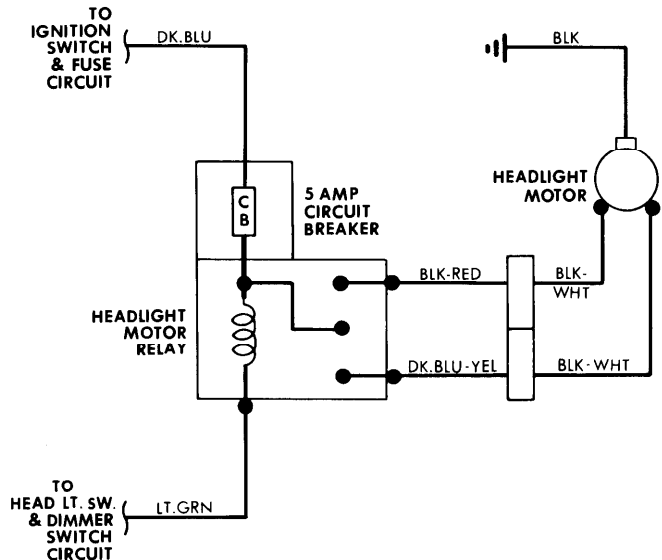 TO
IGNITION
SWITCH
& FUSE
CIRCUIT
DK.BLU
BLK
HEADLIGHT
MOTOR
C
B
5 AMP
CIRCUIT
BREAKER
BLK-RED
BLK-
WHT
HEADLIGHT
MOTOR
RELAY
DK.BLU-YEL
BLK-WHT
TO
HEAD LT. SW.
& DIMMER
SWITCH
CIRCUIT
LT.GRN